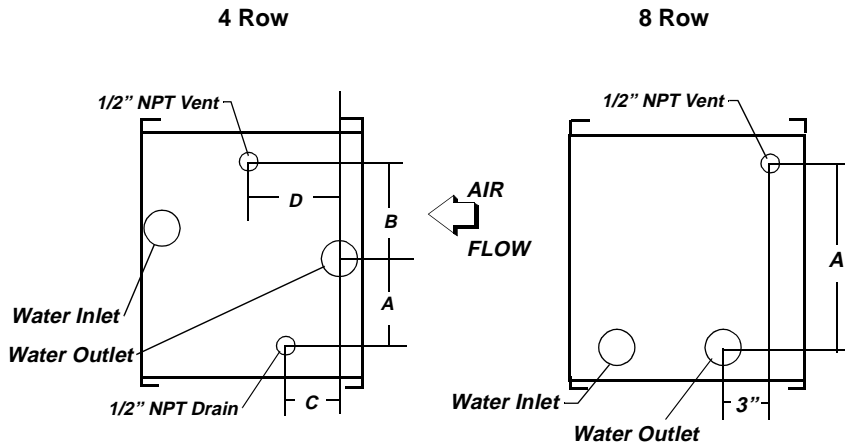 4 Row
8 Row
1/2” NPT Vent
1/2” NPT Vent
D
B
AIR
FLOW
A
A
Water Inlet
Water Outlet
1/2” NPT Drain
C
Water Inlet
3”
Water Outlet